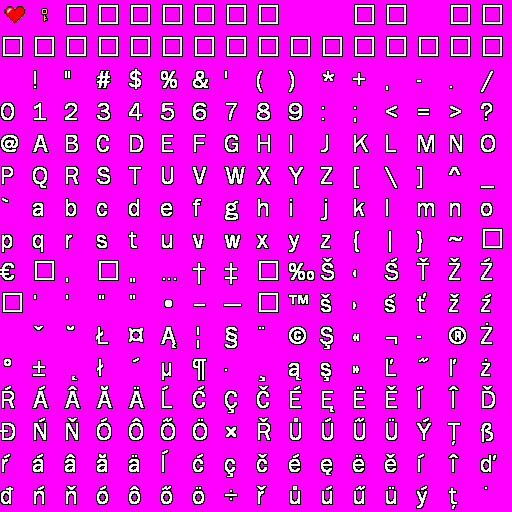 ! " # $ % & ' ( ) * + , - . /
0 1 2 3 4 5 6 7 8 9 : ; < = > ?
@ A B C D E F G H I J K L M N O
P Q R S T U V W X Y Z [ \ ] ^ _
` a b c d e f g h i j k l m n o
p q r s t u v w x y z { | } ~
€ ‚ „ … † ‡ ‰ Š ‹ Ś Ť Ž Ź
‘ ’ “ ” • – — ™ š › ś ť ž ź
ˇ ˘ Ł ¤ Ą ¦ § ¨ © Ş « ¬ - ® Ż
° ± ˛ ł ´ µ ¶ · ¸ ą ş » Ľ ˝ ľ ż
Ŕ Á Â Ă Ä Ĺ Ć Ç Č É Ę Ë Ě Í Î Ď
Đ Ń Ň Ó Ô Ő Ö × Ř Ů Ú Ű Ü Ý Ţ ß
ŕ á â ă ä ĺ ć ç č é ę ë ě í î ď
đ ń ň ó ô ő ö ÷ ř ů ú ű ü ý ţ ˙